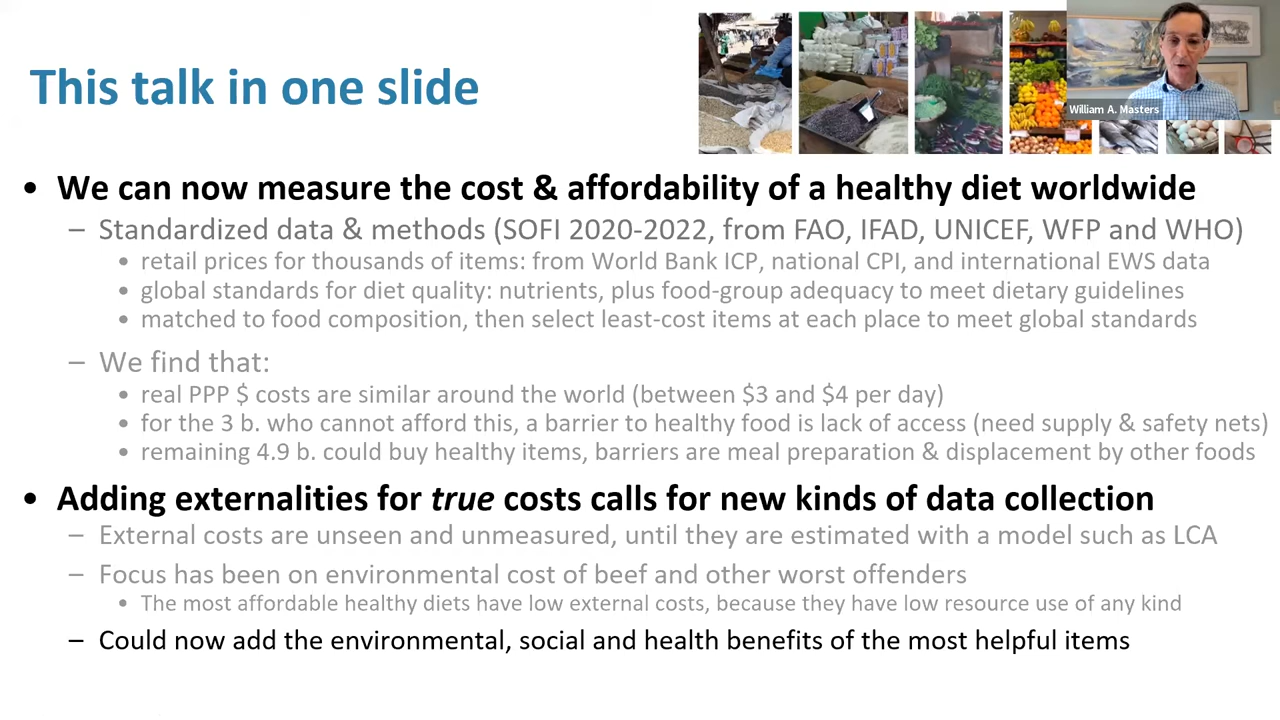 This talk in one slide
William A. Masters
• We can now measure the cost & affordability of a healthy diet worldwide
– Standardized data & methods (SOFI 2020-2022, from FAO, IFAD, UNICEF, WFP and WHO)
• retail prices for thousands of items: from World Bank ICP, national CPI, and international EWS data
• global standards for diet quality: nutrients, plus food-group adequacy to meet dietary guidelines
• matched to food composition, then select least-cost items at each place to meet global standards
– We find that:
• real PPP $ costs are similar around the world (between $3 and $4 per day)
• for the 3 b. who cannot afford this, a barrier to healthy food is lack of access (need supply & safety nets)
• remaining 4.9 b. could buy healthy items, barriers are meal preparation & displacement by other foods
• Adding externalities for true costs calls for new kinds of data collection
– External costs are unseen and unmeasured, until they are estimated with a model such as LCA
– Focus has been on environmental cost of beef and other worst offenders
• The most affordable healthy diets have low external costs, because they have low resource use of any kind
– Could now add the environmental, social and health benefits of the most helpful items